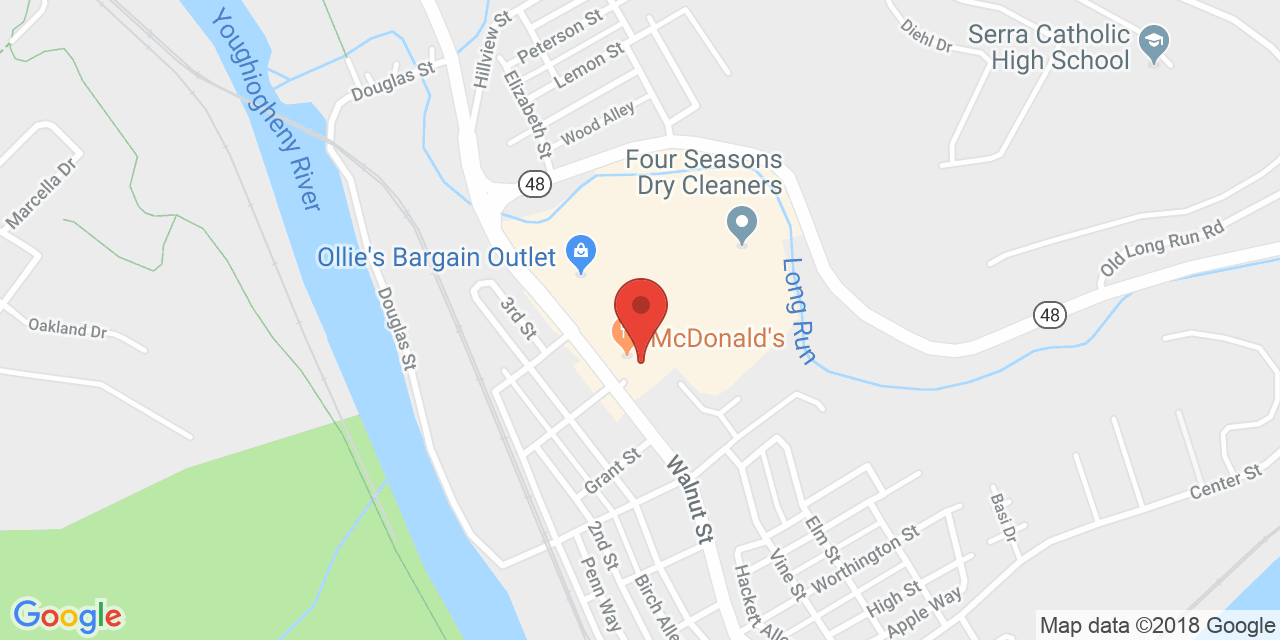 Youghiogheny River
Hillview St
Peterson St
Lemon St
Douglas St
Elizabeth St
Wood Alley
Diehl Dr
Serra Catholic
High School
48
Four Seasons
Dry Cleaners
Marcella Dr
Ollie's Bargain Outlet
Old Long Run Rd
Long Run
Oakland Dr
Douglas St
3rd St
48
McDonald's
Grant St
Walnut St
Center St
Basi Dr
Elm St
Worthington St
Vine St
2nd St
Penn Way
Birch Alle
Hackett Alle
High St
Apple Way
Google
Map data ©2018 Google